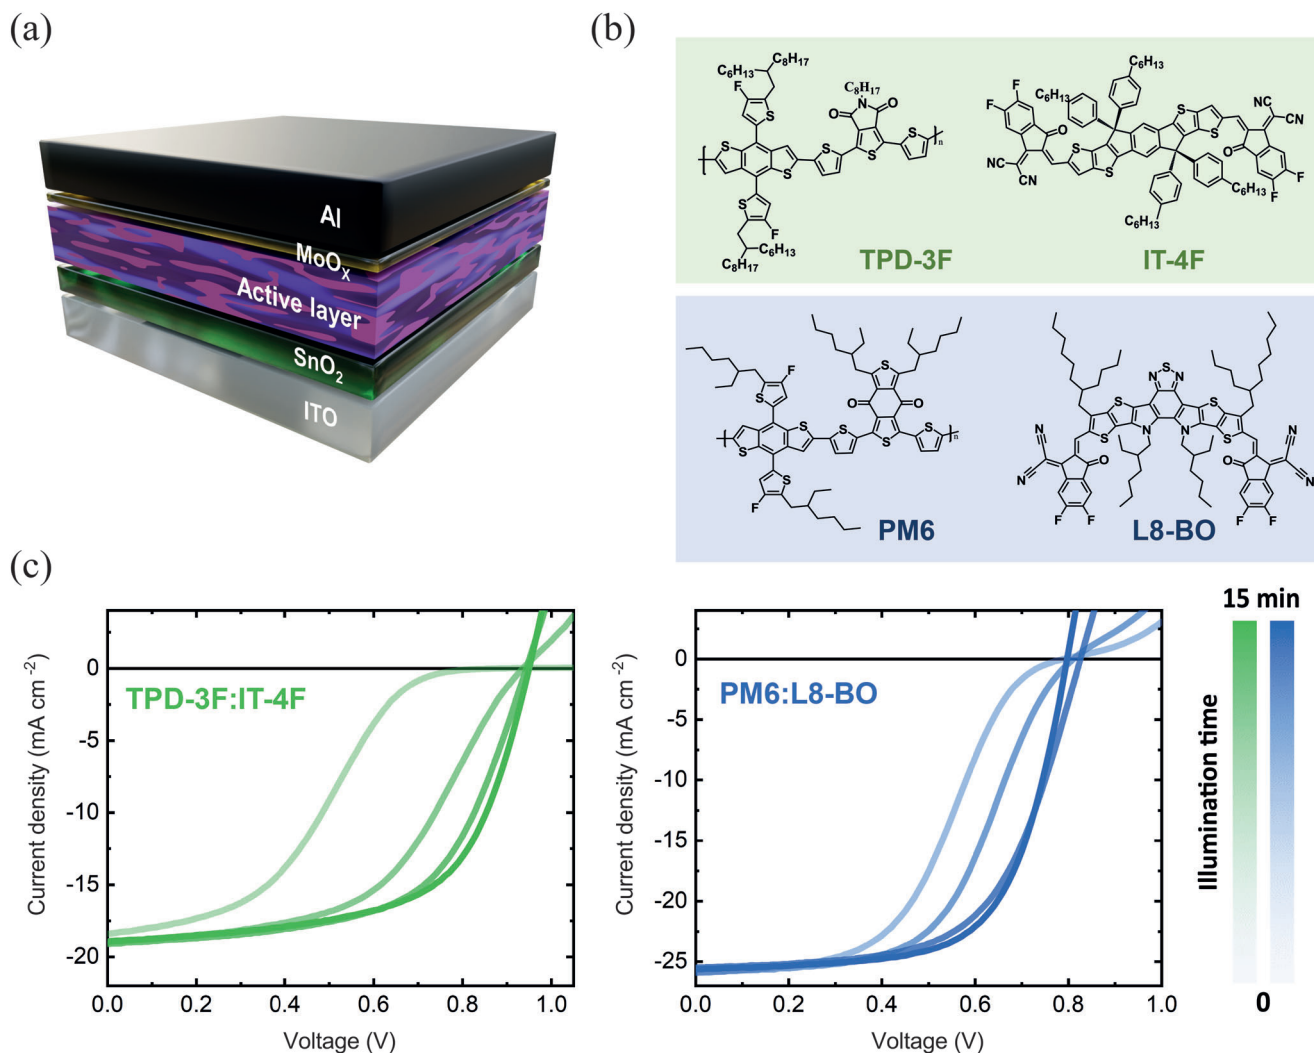 (a)
Al
MoOₓ
Active layer
SnO₂
ITO
(b)
C₈H₁₇
C₆H₁₃
F
S
C₈H₁₇
N
O
O
S
S
S
S
S
n
S
F
C₆H₁₃
C₈H₁₇
TPD-3F
C₆H₁₃
C₆H₁₃
F
F
O
S
S
CN
CN
NC
CN
S
S
O
F
F
C₆H₁₃
C₆H₁₃
IT-4F
F
S
S
O
O
S
S
S
S
S
n
S
F
PM6
S
N
N
S
S
S
S
N
N
N
N
O
O
N
N
F
F
F
F
L8-BO
(c)
TPD-3F:IT-4F
Current density (mA cm⁻²)
0
-5
-10
-15
-20
0.0
0.2
0.4
0.6
0.8
1.0
Voltage (V)
PM6:L8-BO
Current density (mA cm⁻²)
0
-5
-10
-15
-20
-25
0.0
0.2
0.4
0.6
0.8
1.0
Voltage (V)
15 min
Illumination time
0